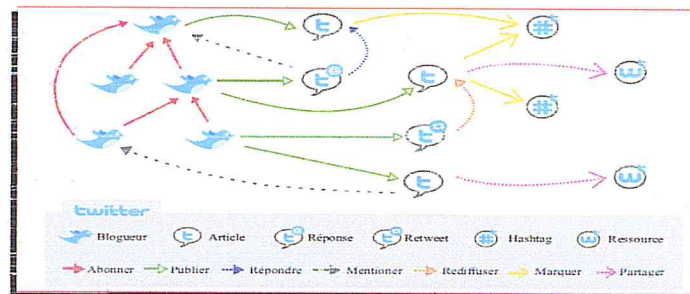 twitter
Blogueur Article Réponse Retweet Hashtag Ressource
Abonner Publier Répondre Mentioner Rediffuser Marquer Partager